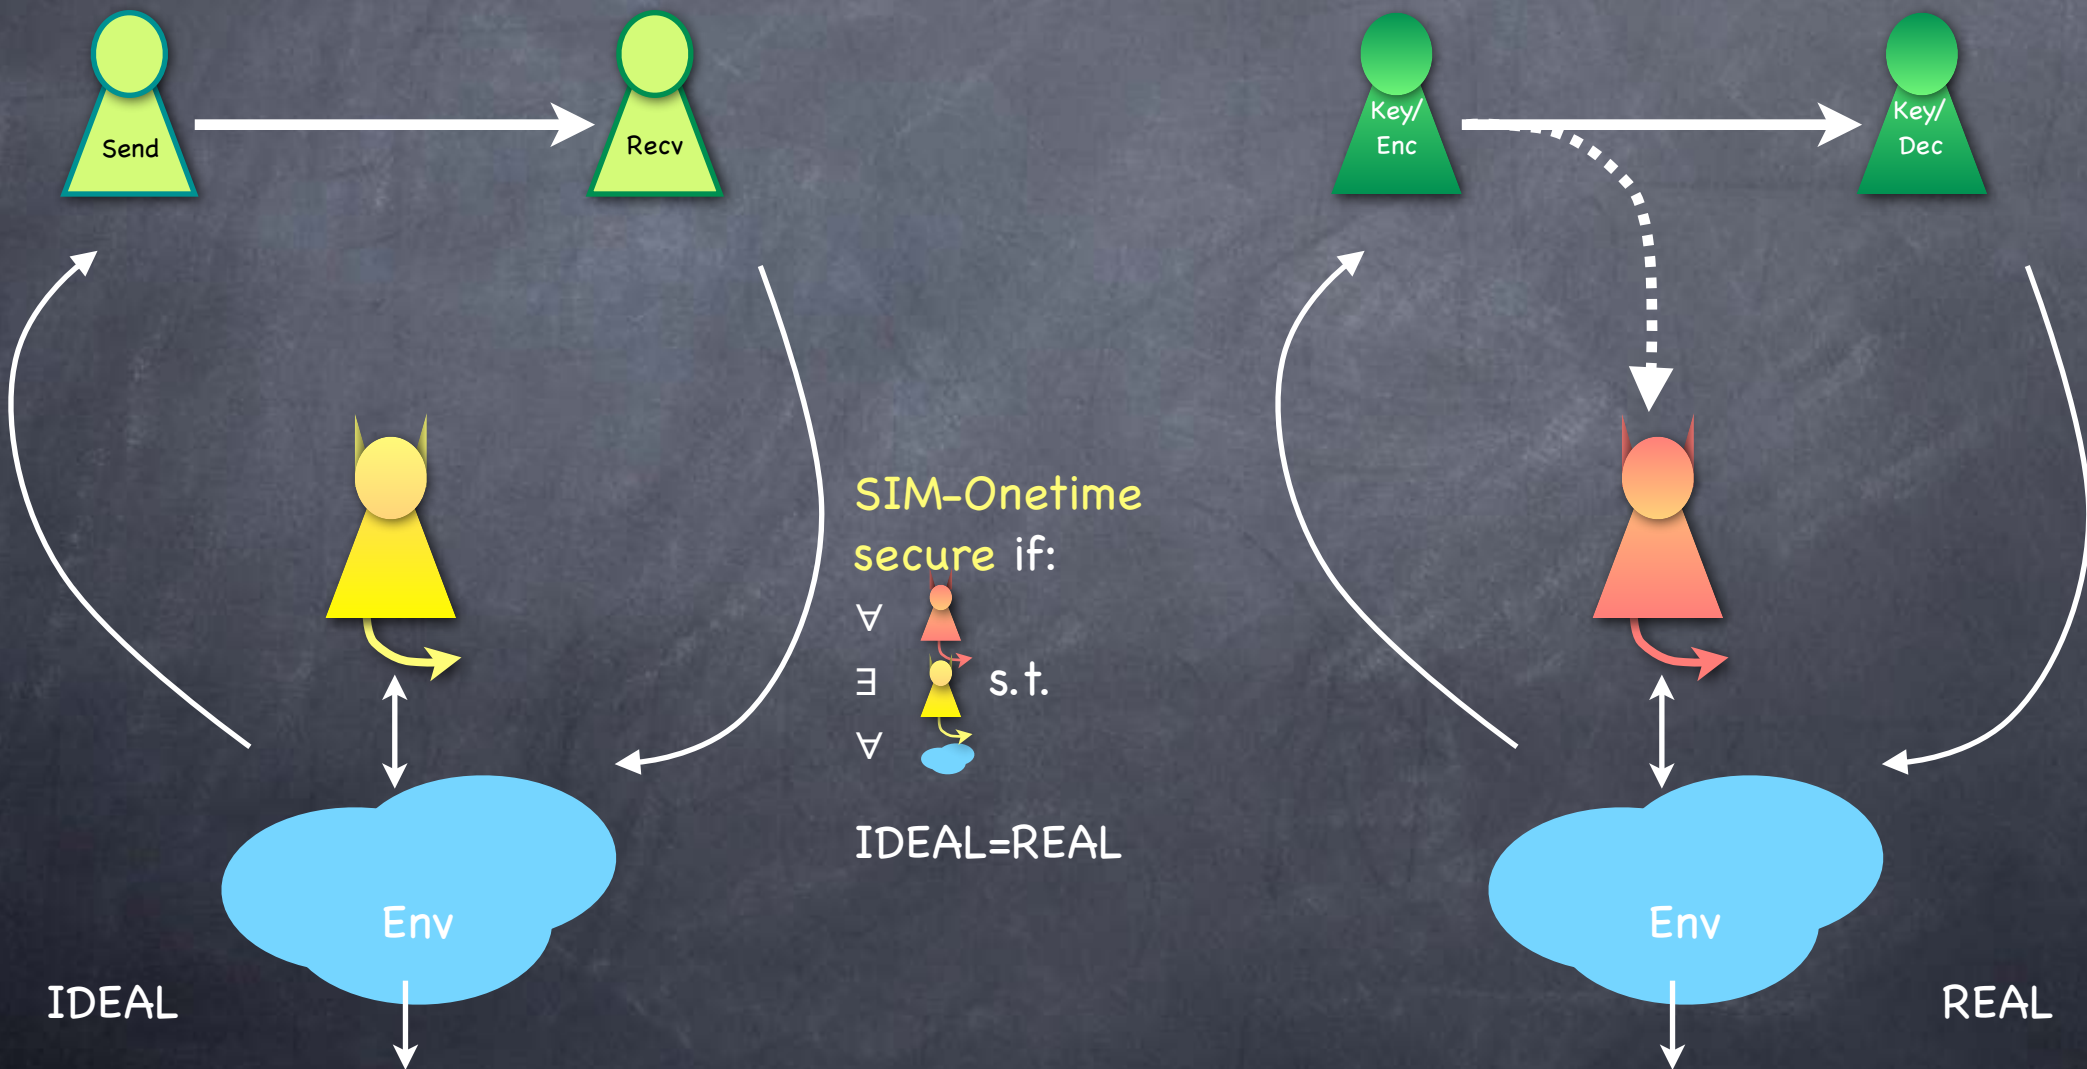 Send
Recv
Key/
Enc
Key/
Dec
SIM-Onetime
secure if:
∀
∃ s.t.
∀
IDEAL=REAL
Env
Env
IDEAL
REAL